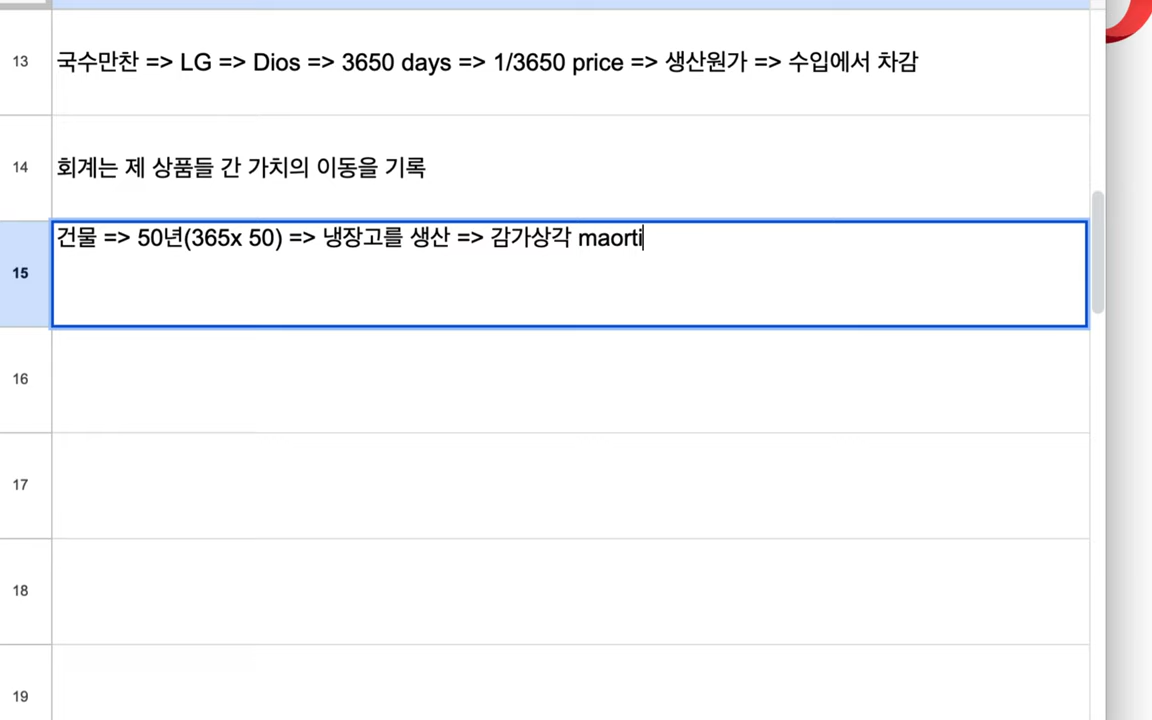 13
국수만찬 => LG => Dios => 3650 days => 1/3650 price => 생산원가 => 수입에서 차감
14
회계는 제 상품들 간 가치의 이동을 기록
건물 => 50년(365x 50) => 냉장고를 생산 => 감가상각 maorti
15
16
17
18
19